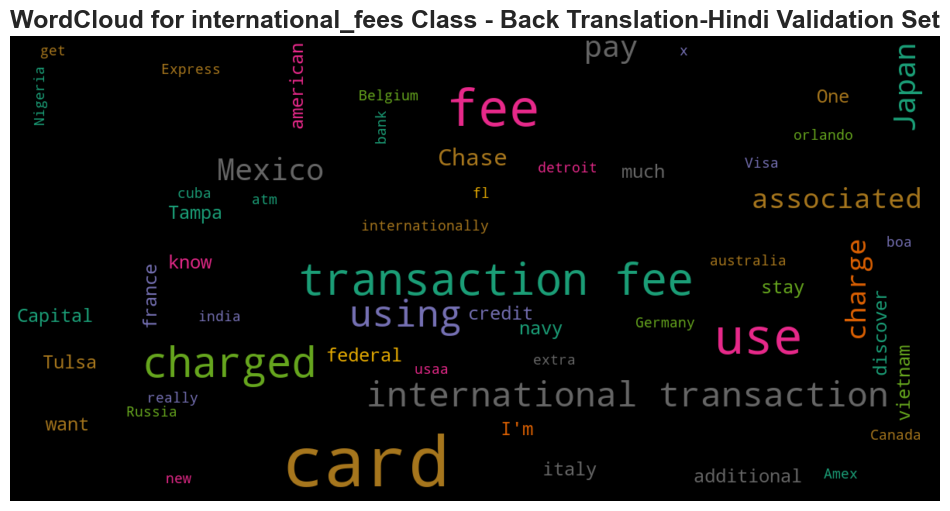 WordCloud for international_fees Class - Back Translation-Hindi Validation Set
get
Express
american
pay
x
Japan
Nigeria
Belgium
bank
fee
One
orlando
Mexico
Chase
detroit
much
Visa
cuba
atm
Tampa
fl
associated
internationally
know
france
india
transaction fee
australia
stay
charge
boa
Capital
using
credit
navy
Germany
use
discover
Tulsa
charged
federal
usaa
extra
vietnam
really
Russia
international transaction
want
I'm
Canada
new
card
italy
additional
Amex